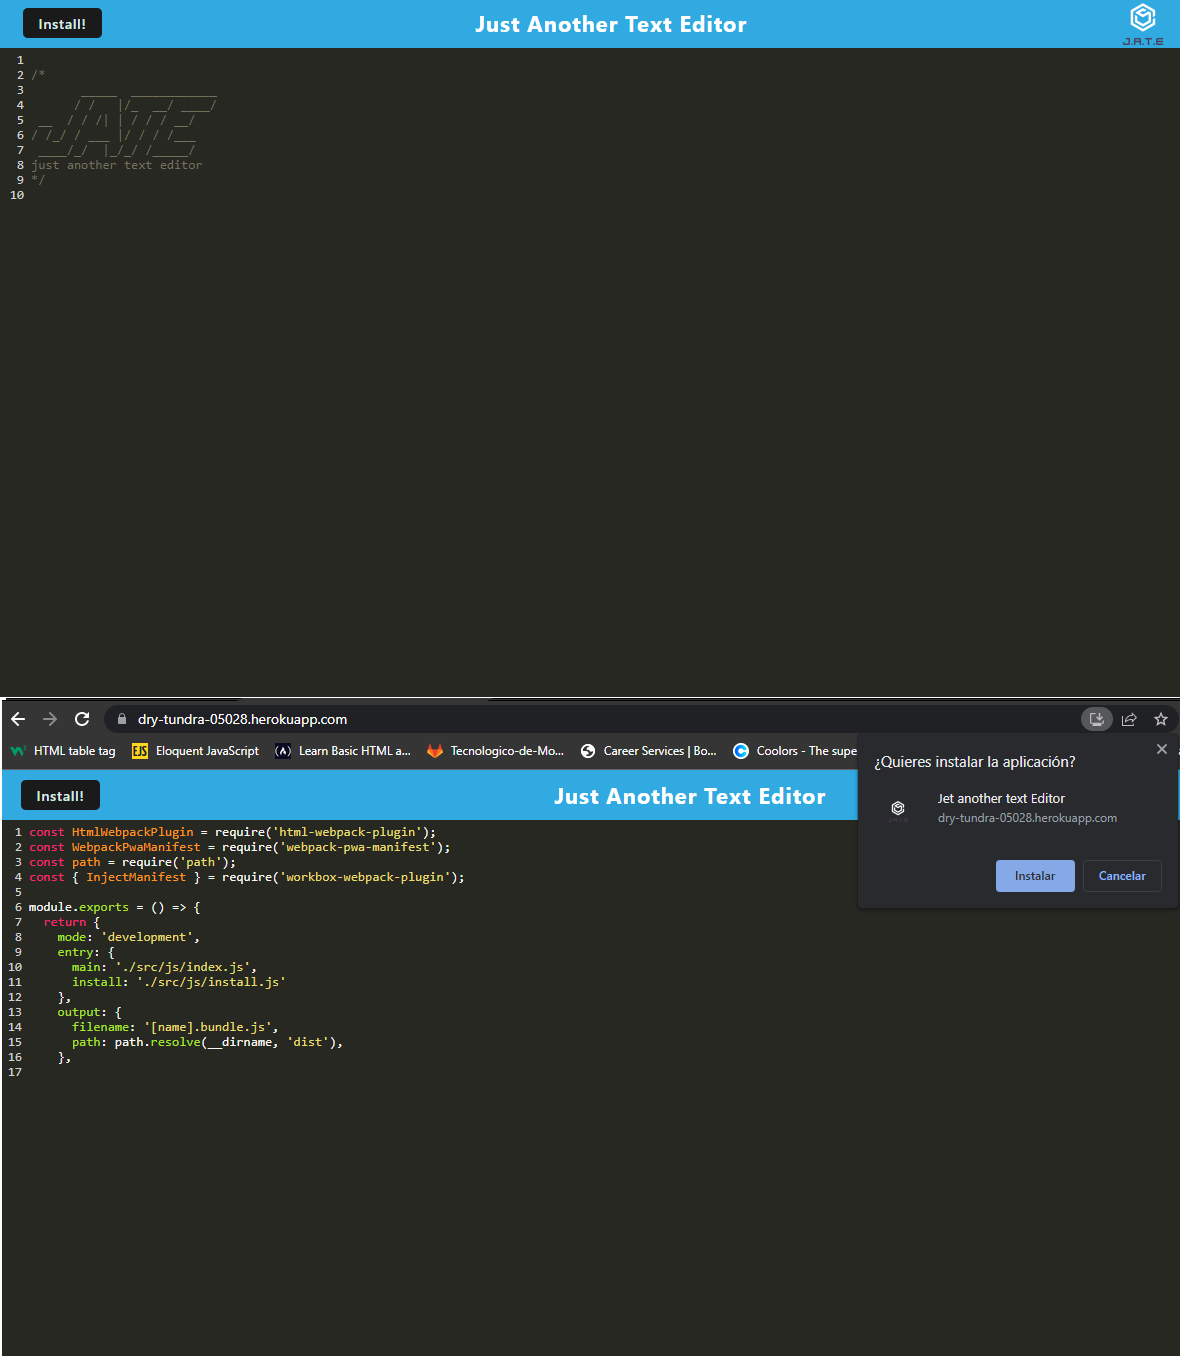 Install!
Just Another Text Editor
J.A.T.E
1
2 /*
3        _____  ____________
4       / /   |/_  __/ ____/
5  __  / / /| | / / / __/
6 / /_/ / ___ |/ / / /___
7  ____/_/  |_/_/ /_____/
8 just another text editor
9 */
10
dry-tundra-05028.herokuapp.com
HTML table tag
EJS Eloquent JavaScript
Learn Basic HTML a...
Tecnologico-de-Mo...
Career Services | Bo...
Coolors - The supe
¿Quieres instalar la aplicación?
Jet another text Editor
dry-tundra-05028.herokuapp.com
Instalar
Cancelar
Install!
Just Another Text Editor
1 const HtmlWebpackPlugin = require('html-webpack-plugin');
2 const WebpackPwaManifest = require('webpack-pwa-manifest');
3 const path = require('path');
4 const { InjectManifest } = require('workbox-webpack-plugin');
5
6 module.exports = () => {
7   return {
8     mode: 'development',
9     entry: {
10       main: './src/js/index.js',
11       install: './src/js/install.js'
12     },
13     output: {
14       filename: '[name].bundle.js',
15       path: path.resolve(__dirname, 'dist'),
16     },
17